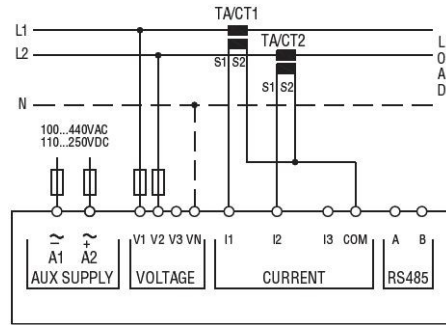 TA/CT1
L1
TA/CT2
L2
S1 S2
S1 S2
LOAD
N
100...440VAC
110...250VDC
V1 V2 V3 VN I1 I2 I3 COM A B
A1 A2
AUX SUPPLY VOLTAGE CURRENT RS485